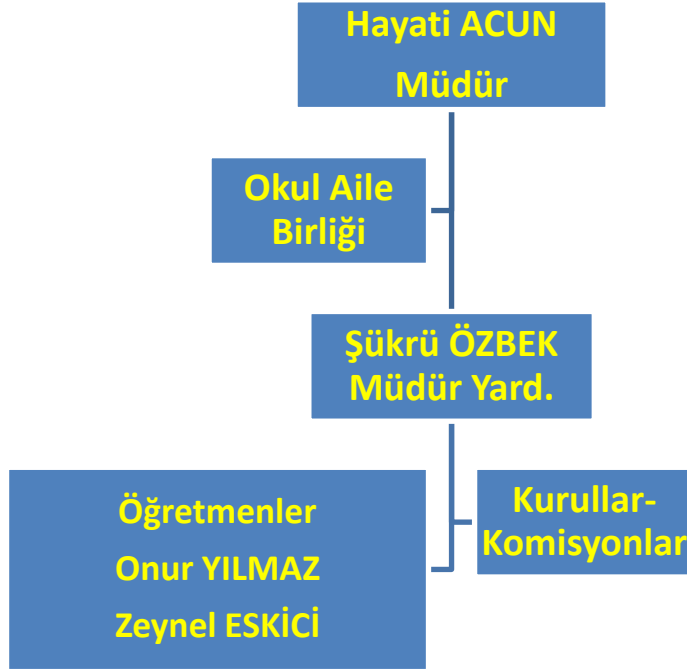 Hayati ACUN
Müdür
Okul Aile
Birliği
Şükrü ÖZBEK
Müdür Yard.
Öğretmenler
Onur YILMAZ
Zeynel ESKİCİ
Kurullar-
Komisyonlar